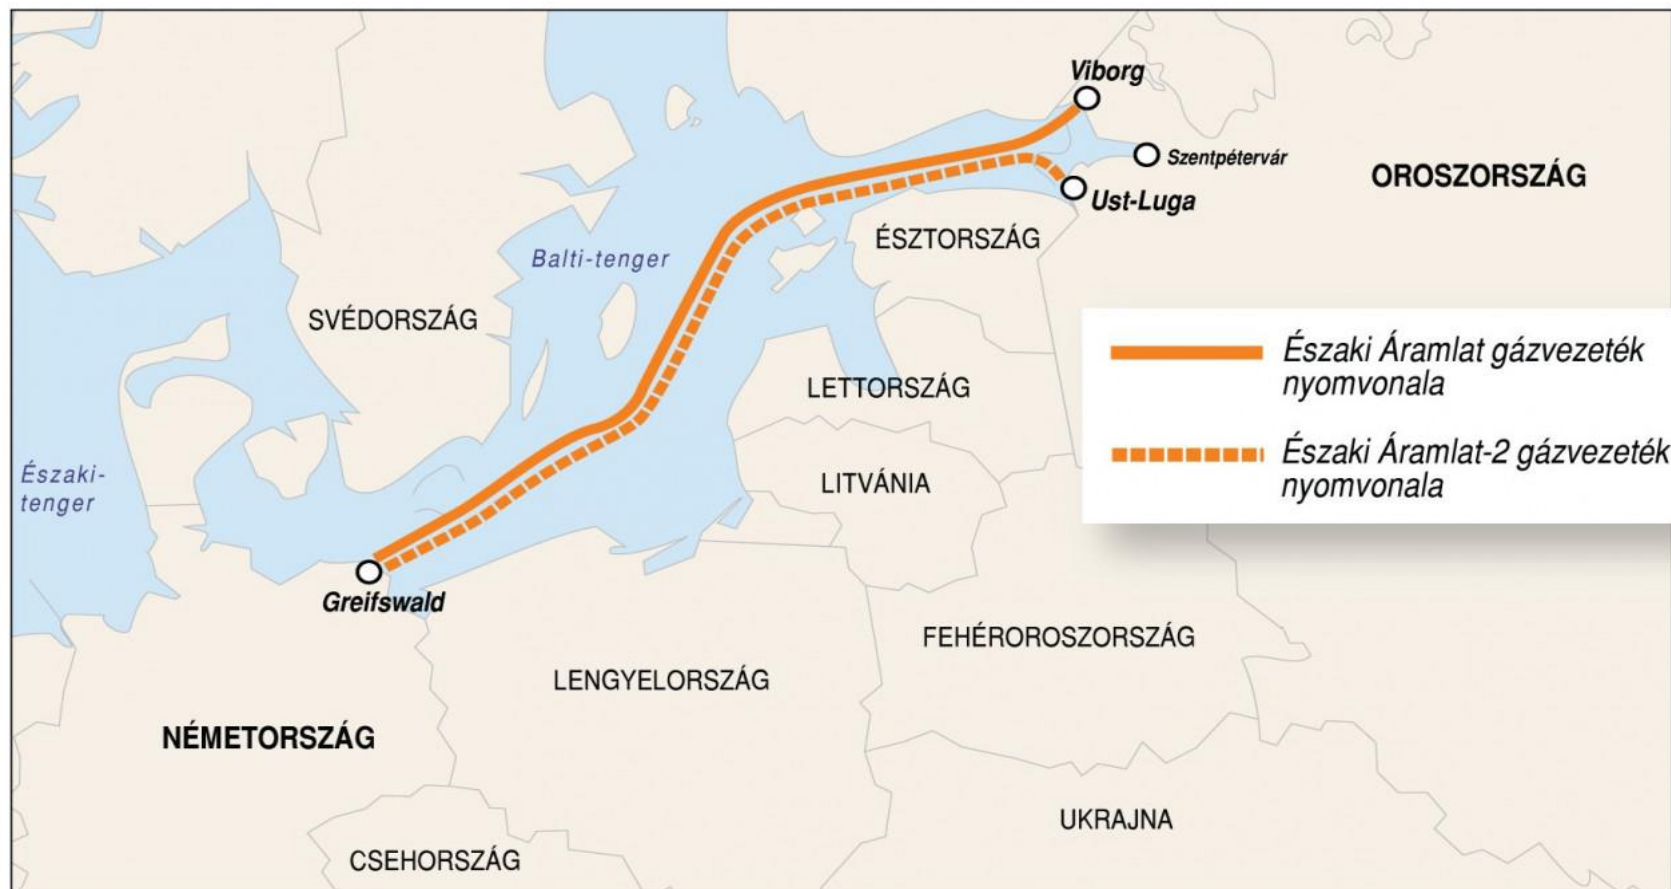 Viborg
Szentpétervár
OROSZORSZÁG
Ust-Luga
ÉSZTORSZÁG
Balti-tenger
SVÉDORSZÁG
Északi Áramlat gázvezeték
nyomvonala
LETTORSZÁG
Északi Áramlat-2 gázvezeték
nyomvonala
Északi-
tenger
LITVÁNIA
Greifswald
FEHÉROROSZORSZÁG
LENGYELORSZÁG
NÉMETORSZÁG
UKRAJNA
CSEHORSZÁG